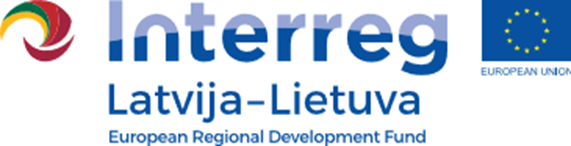 Interreg
EUROPEAN UNION
Latvija–Lietuva
European Regional Development Fund